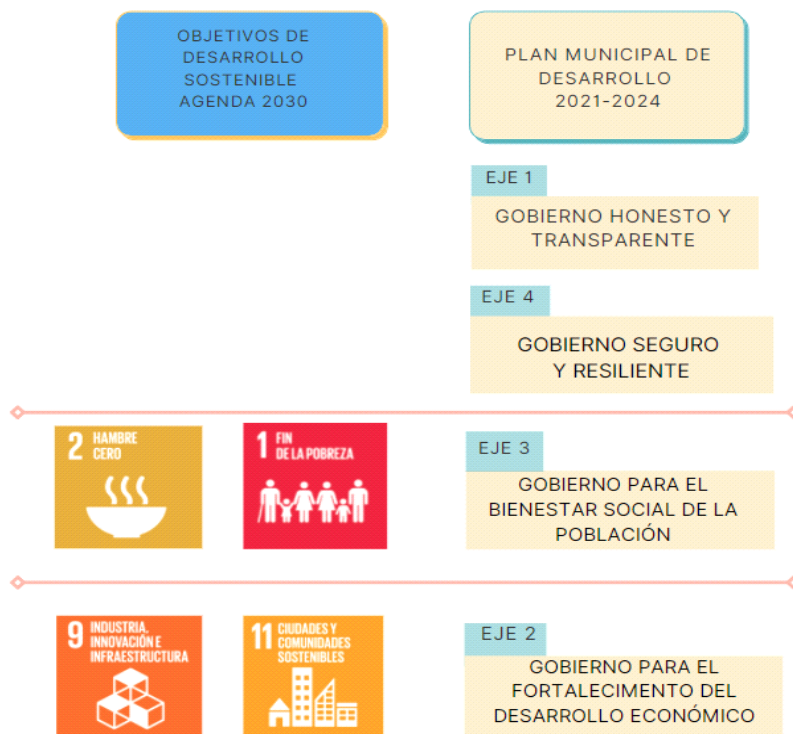 OBJETIVOS DE
DESARROLLO
SOSTENIBLE
AGENDA 2030
PLAN MUNICIPAL DE
DESARROLLO
2021-2024
EJE 1
GOBIERNO HONESTO Y
TRANSPARENTE
EJE 4
GOBIERNO SEGURO
Y RESILIENTE
2 HAMBRE
CERO
1 FIN
DE LA POBREZA
EJE 3
GOBIERNO PARA EL
BIENESTAR SOCIAL DE LA
POBLACIÓN
9 INDUSTRIA,
INNOVACIÓN E
INFRAESTRUCTURA
11 CIUDADES Y
COMUNIDADES
SOSTENIBLES
EJE 2
GOBIERNO PARA EL
FORTALECIMENTO DEL
DESARROLLO ECONÓMICO